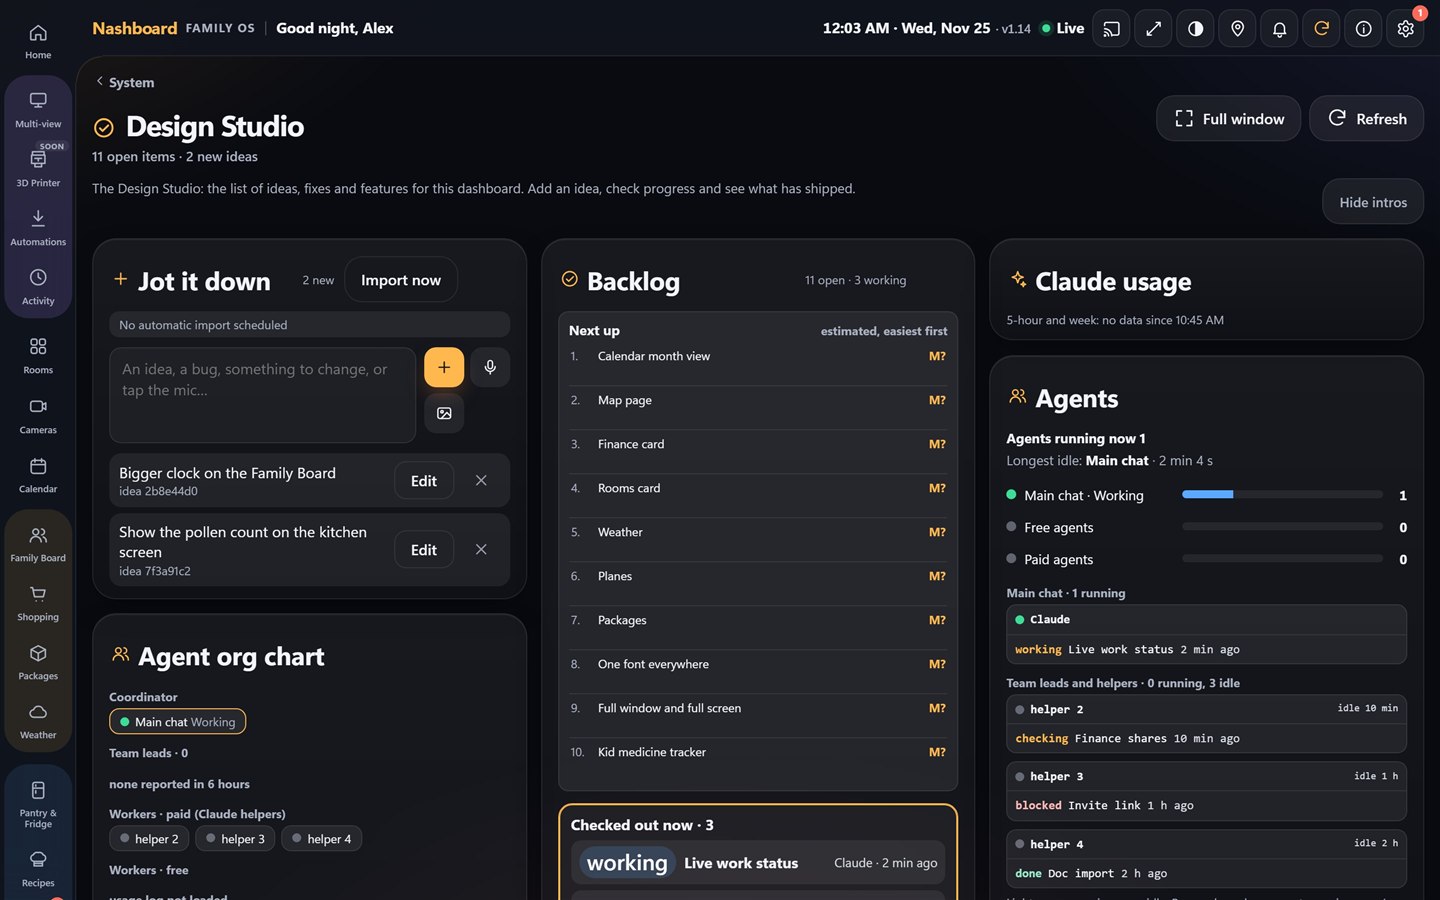 Nashboard FAMILY OS Good night, Alex
12:03 AM · Wed, Nov 25 · v1.14 Live
1
Home
Multi-view
SOON
3D Printer
Automations
Activity
Rooms
Cameras
Calendar
Family Board
Shopping
Packages
Weather
Pantry &
Fridge
Recipes
System
Design Studio
11 open items · 2 new ideas
The Design Studio: the list of ideas, fixes and features for this dashboard. Add an idea, check progress and see what has shipped.
Full window
Refresh
Hide intros
Jot it down 2 new Import now
No automatic import scheduled
An idea, a bug, something to change, or
tap the mic...
Bigger clock on the Family Board
idea 2b8e44d0
Edit
Show the pollen count on the kitchen
screen
idea 7f3a91c2
Edit
Agent org chart
Coordinator
Main chat Working
Team leads · 0
none reported in 6 hours
Workers · paid (Claude helpers)
helper 2 helper 3 helper 4
Workers · free
usage log not loaded
Backlog 11 open · 3 working
Next up estimated, easiest first
1. Calendar month view M?
2. Map page M?
3. Finance card M?
4. Rooms card M?
5. Weather M?
6. Planes M?
7. Packages M?
8. One font everywhere M?
9. Full window and full screen M?
10. Kid medicine tracker M?
Checked out now · 3
working Live work status Claude · 2 min ago
Claude usage
5-hour and week: no data since 10:45 AM
Agents
Agents running now 1
Longest idle: Main chat · 2 min 4 s
Main chat · Working 1
Free agents 0
Paid agents 0
Main chat · 1 running
Claude
working Live work status 2 min ago
Team leads and helpers · 0 running, 3 idle
helper 2 idle 10 min
checking Finance shares 10 min ago
helper 3 idle 1 h
blocked Invite link 1 h ago
helper 4 idle 2 h
done Doc import 2 h ago